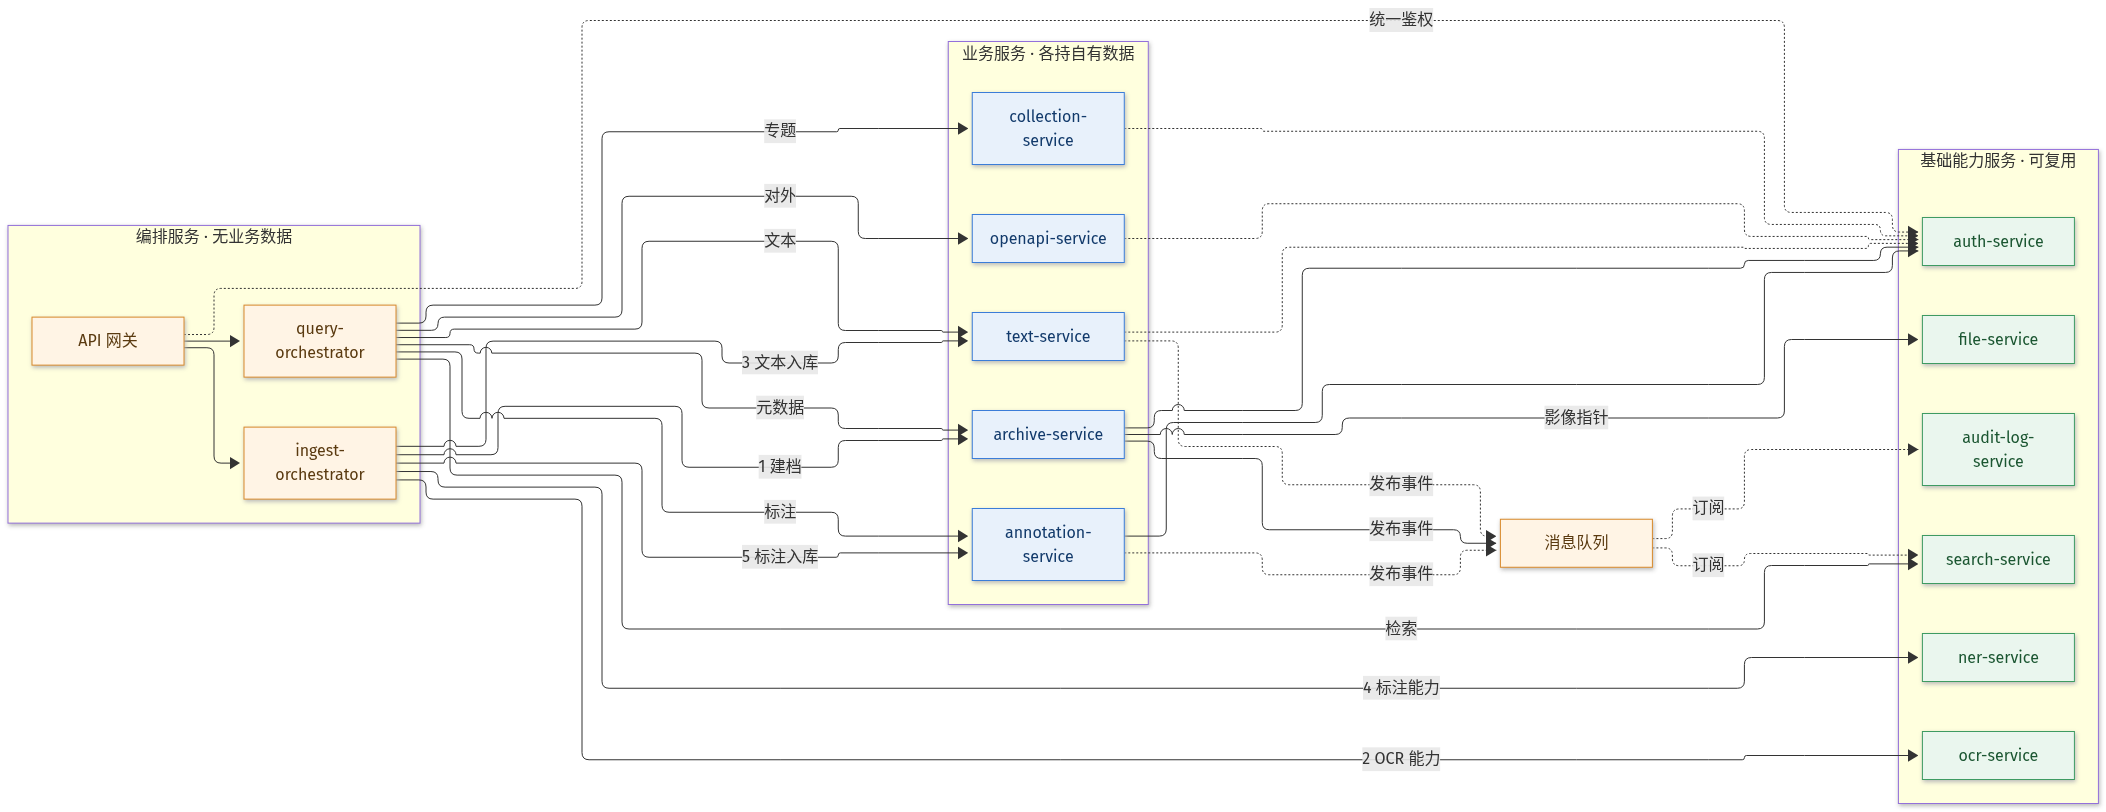 统一鉴权
编排服务 · 无业务数据
API 网关
query-
orchestrator
ingest-
orchestrator
专题
对外
文本
3 文本入库
元数据
1 建档
标注
5 标注入库
业务服务 · 各持自有数据
collection-
service
openapi-service
text-service
archive-service
annotation-
service
影像指针
发布事件
发布事件
发布事件
检索
4 标注能力
2 OCR 能力
消息队列
订阅
订阅
基础能力服务 · 可复用
auth-service
file-service
audit-log-
service
search-service
ner-service
ocr-service